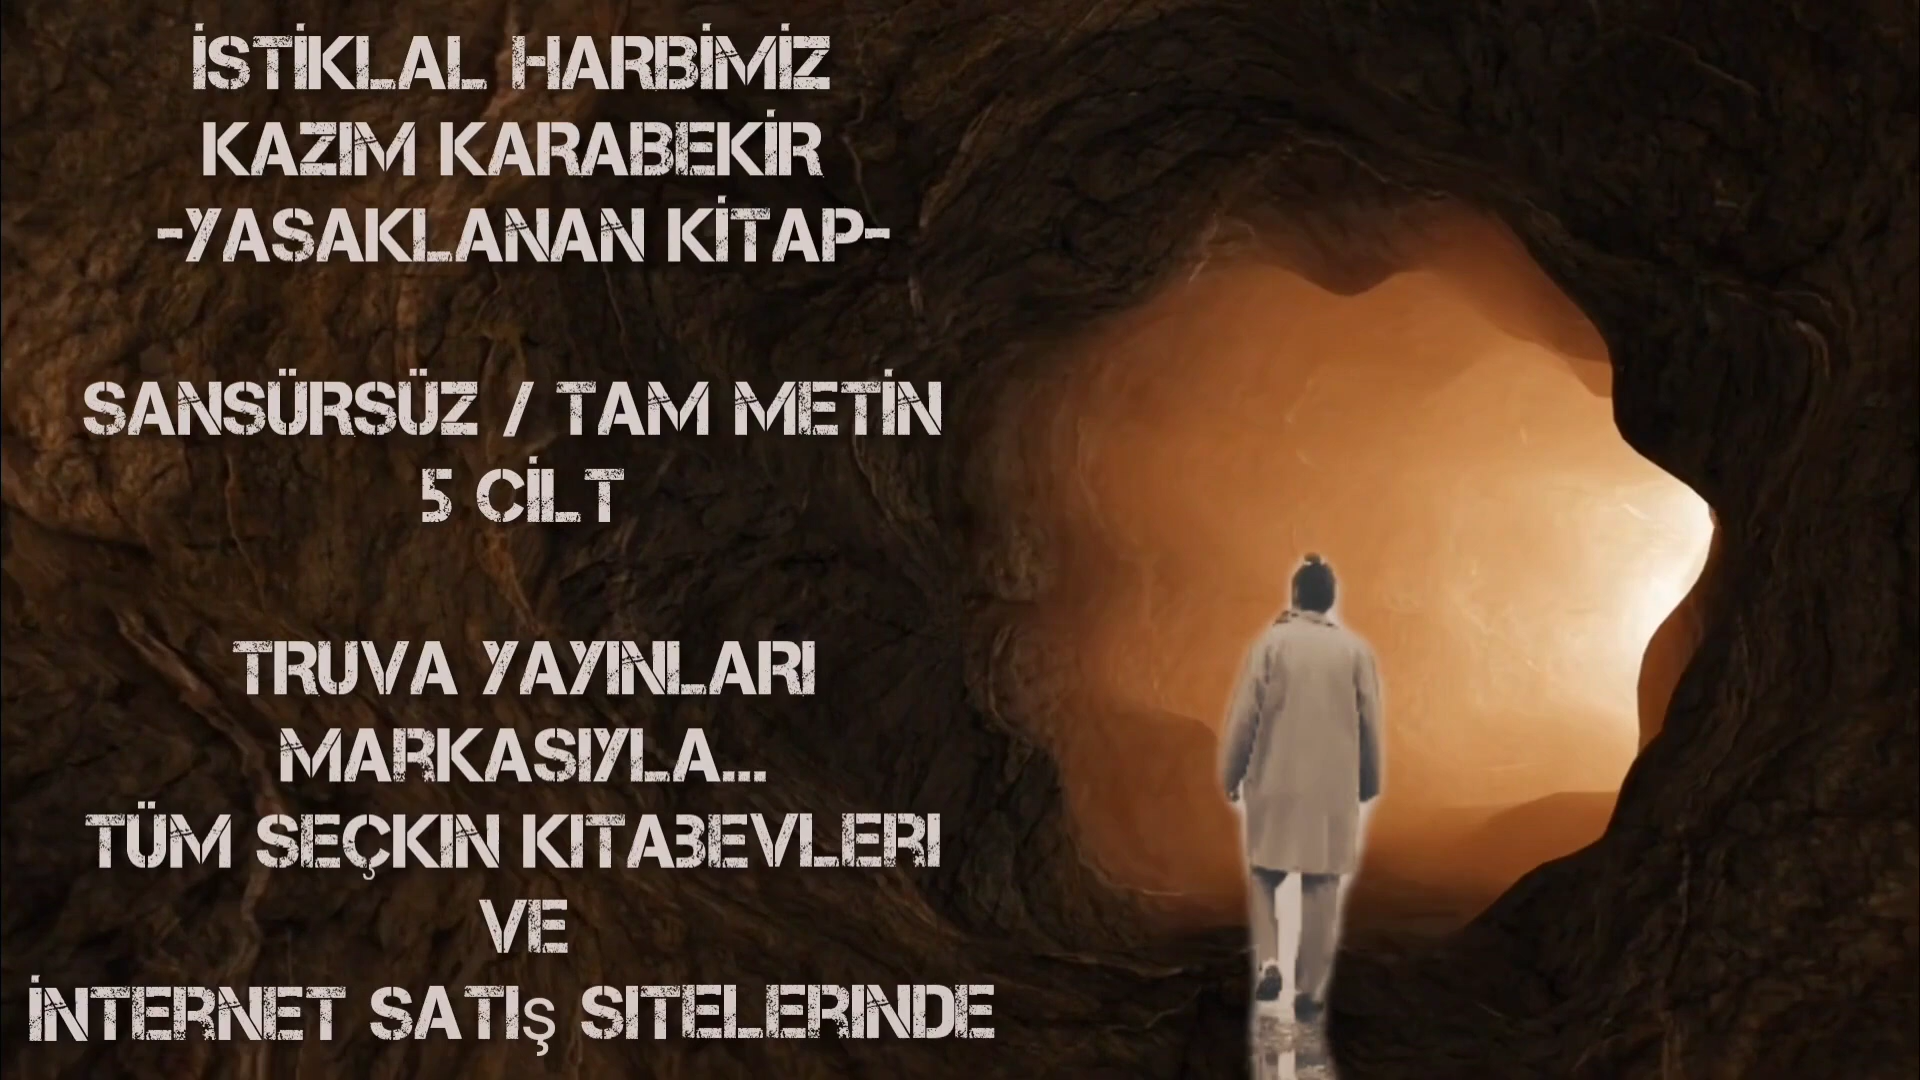 İSTİKLAL HARBİMİZ
KAZIM KARABEKİR
-YASAKLANAN KİTAP-
SANSÜRSÜZ / TAM METİN
5 CİLT
TRUVA YAYINLARI
MARKASIYLA...
TÜM SEÇKIN KITABEVLERI
VE
İNTERNET SATIŞ SITELERINDE